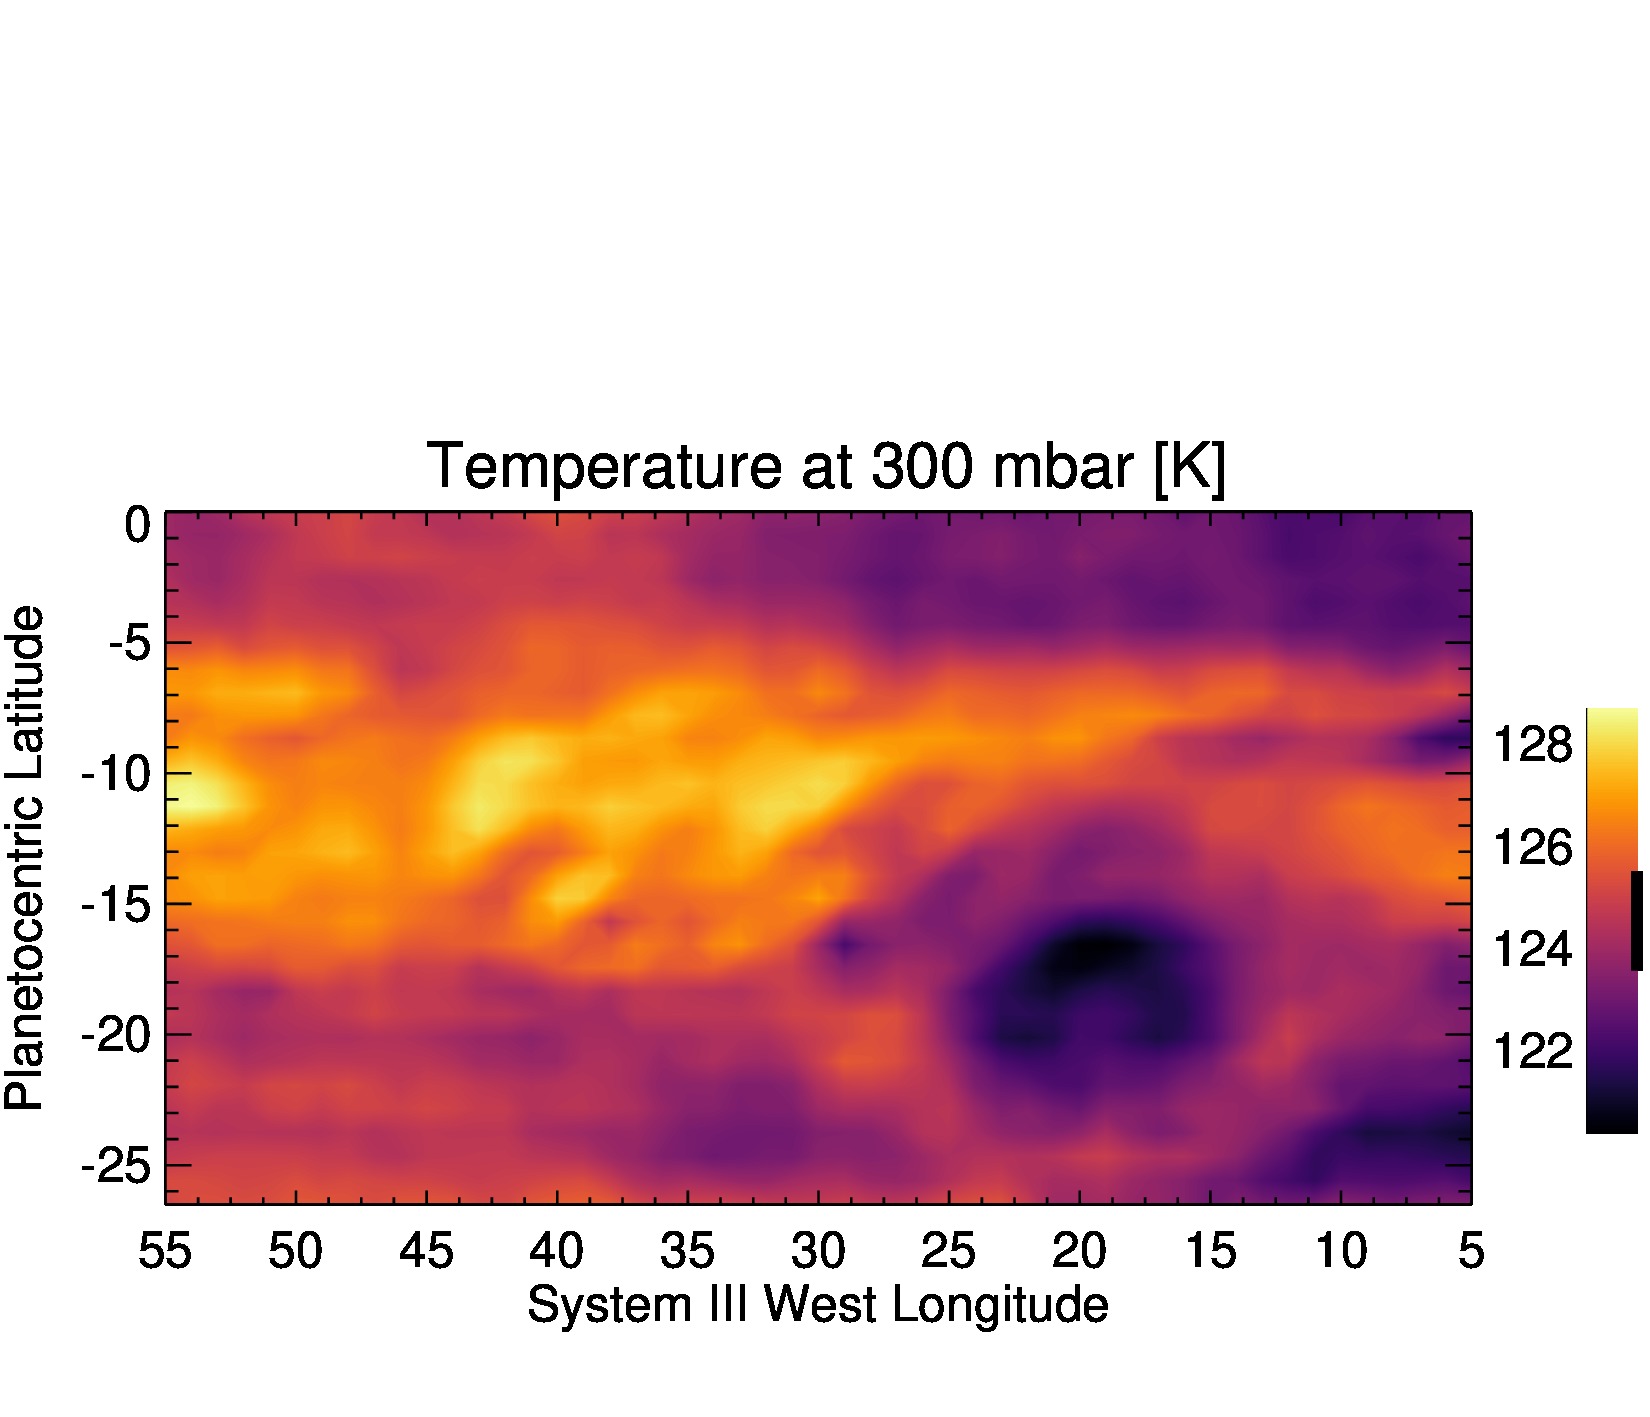 Temperature at 300 mbar [K]
0
-5
-10
-15
-20
-25
Planetocentric Latitude
55 50 45 40 35 30 25 20 15 10 5
System III West Longitude
128
126
124
122